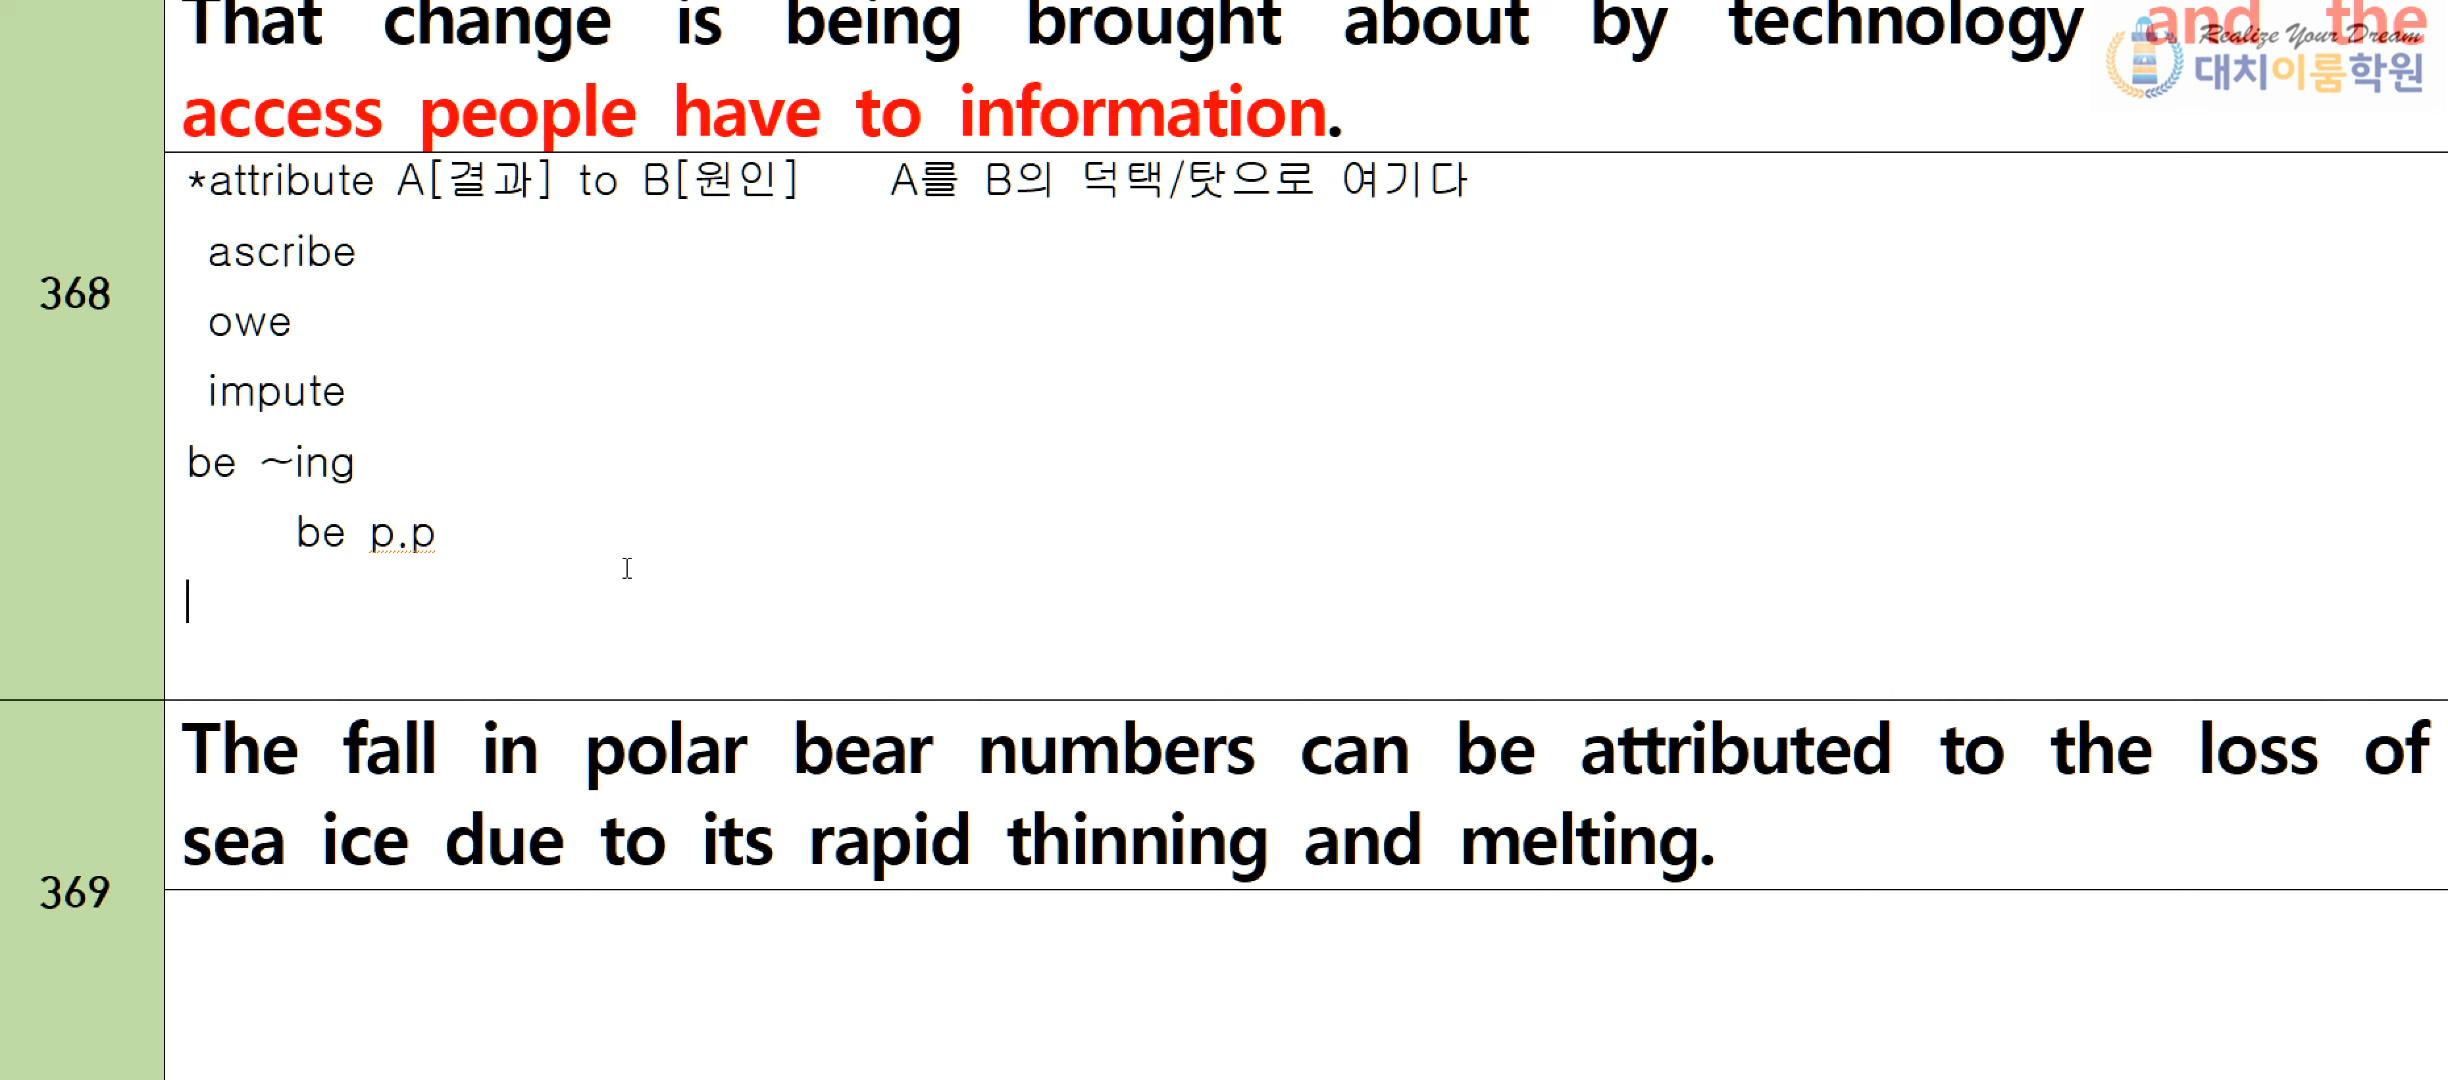 That change is being brought about by technology and the
Realize Your Dream
대치이룸학원
access people have to information.
368
*attribute A[결과] to B[원인] A를 B의 덕택/탓으로 여기다
ascribe
owe
impute
be ~ing
be p.p
369
The fall in polar bear numbers can be attributed to the loss of
sea ice due to its rapid thinning and melting.